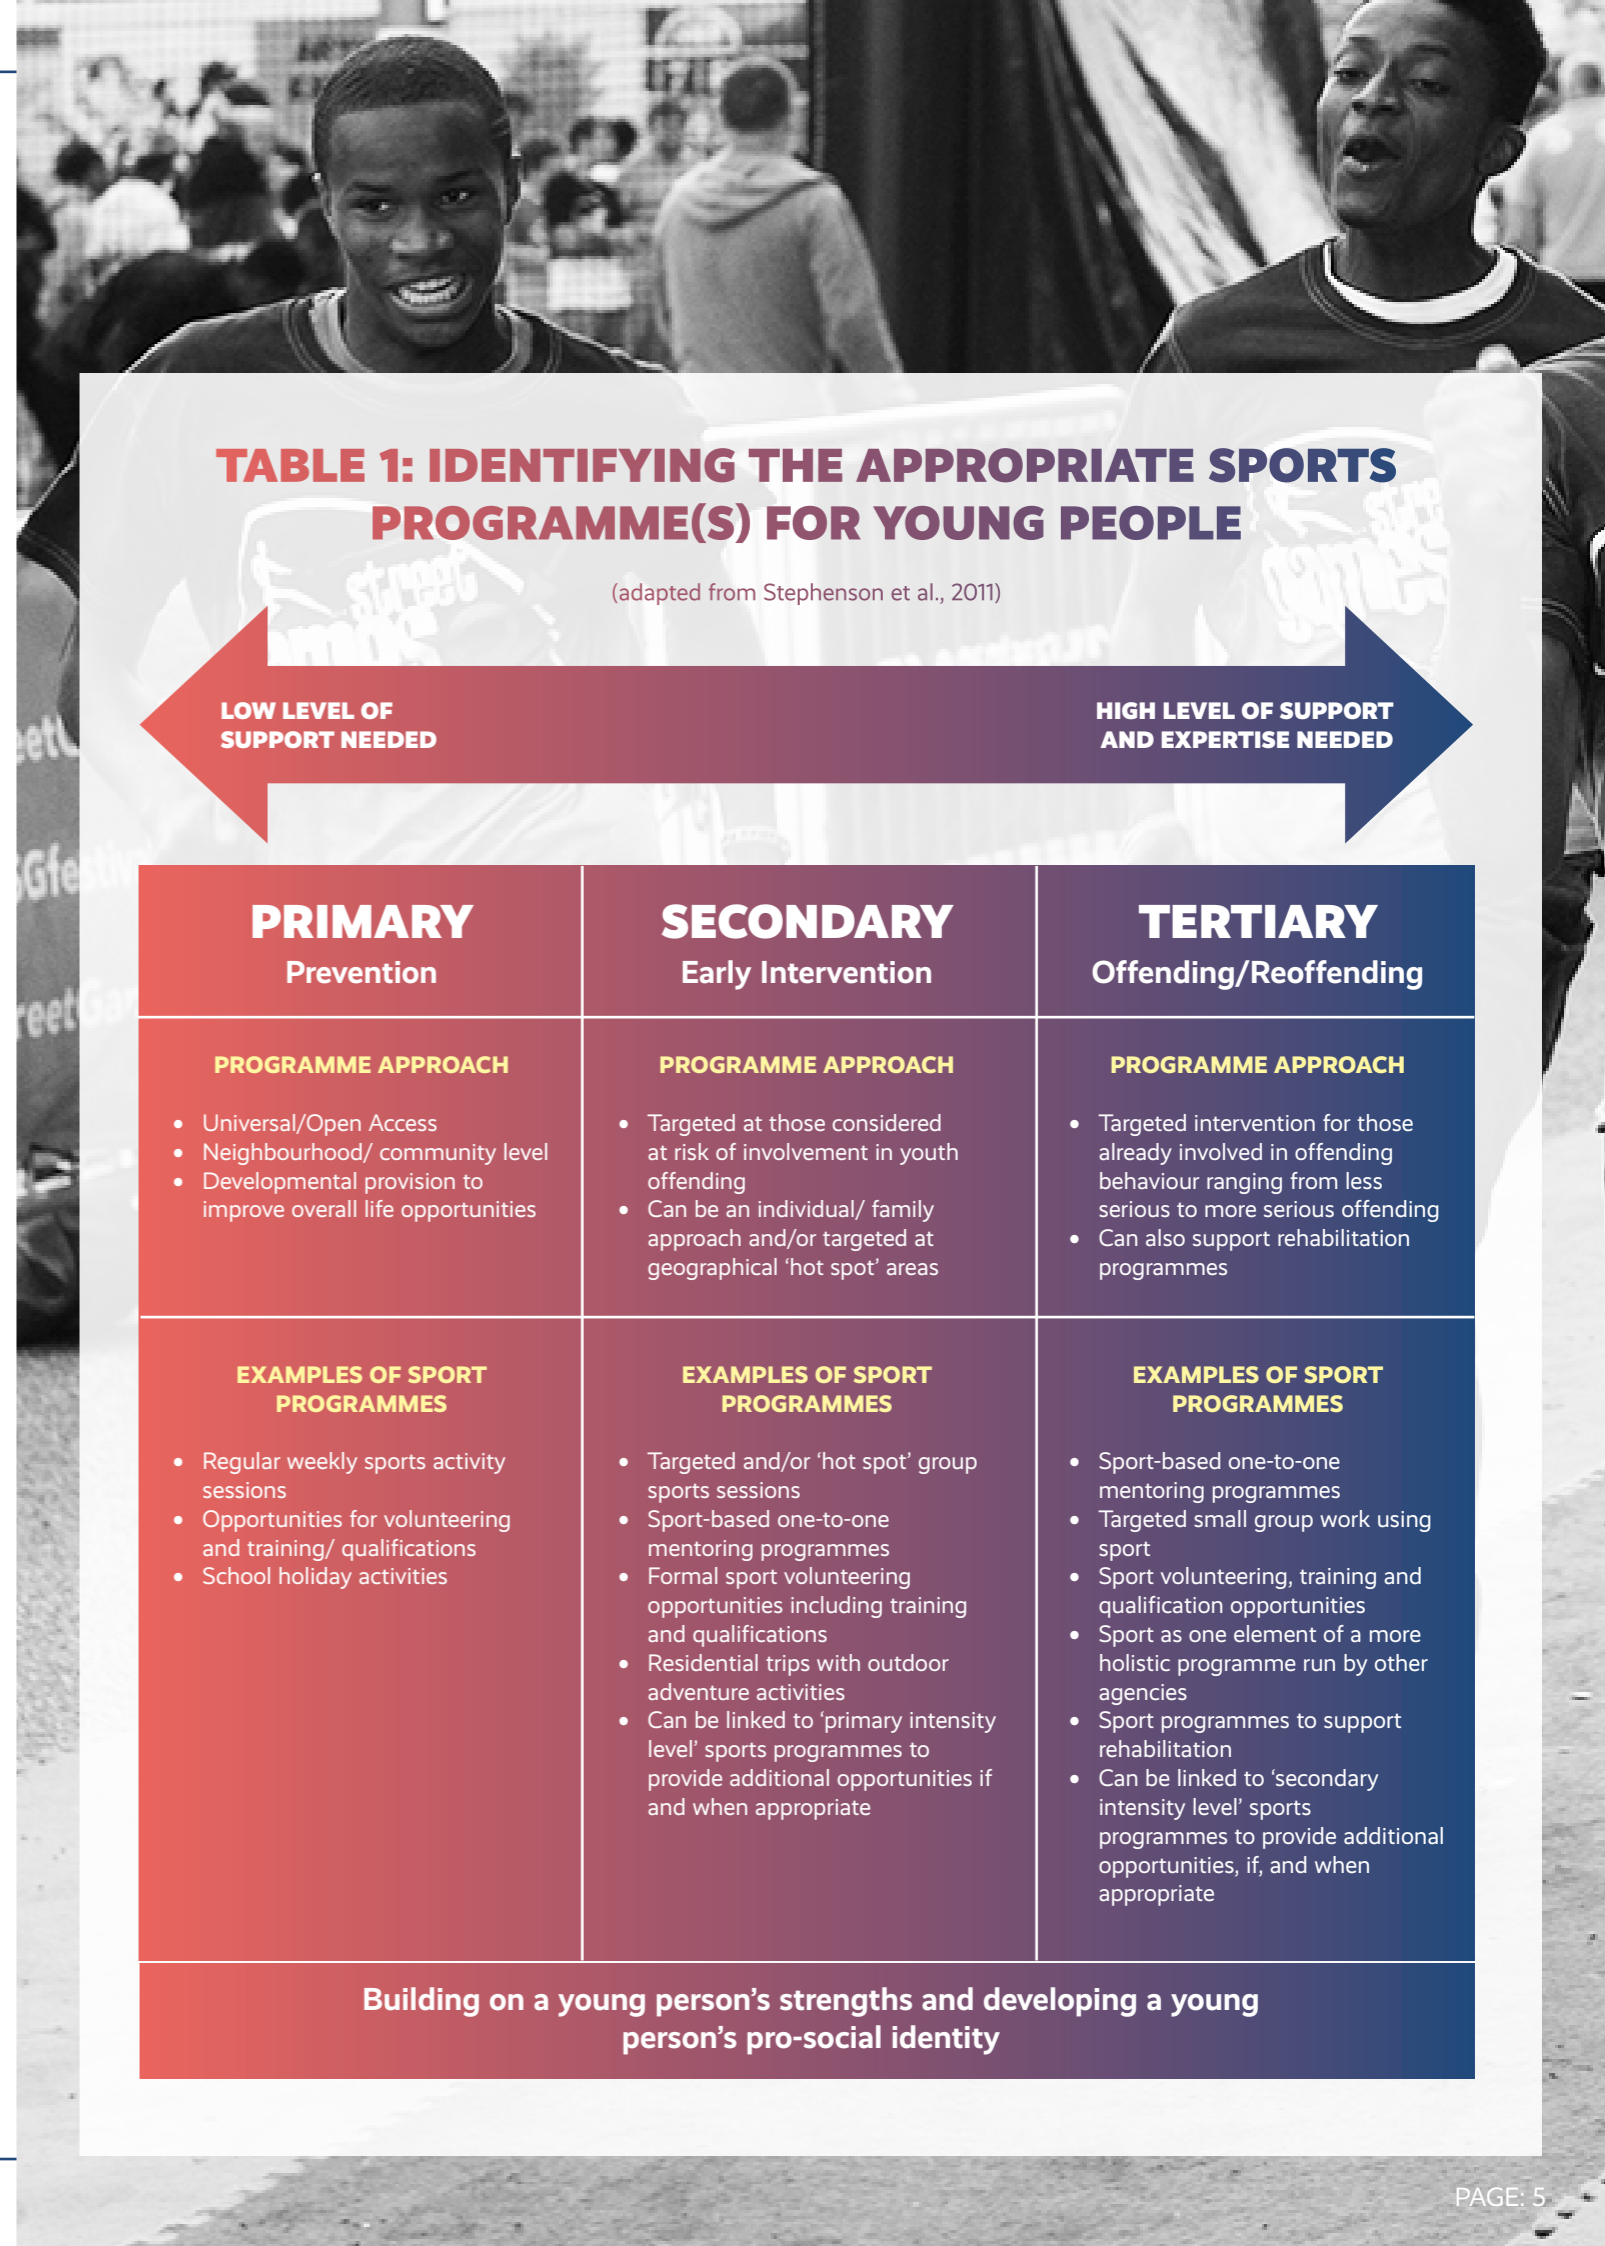 TABLE 1: IDENTIFYING THE APPROPRIATE SPORTS
PROGRAMME(S) FOR YOUNG PEOPLE
(adapted from Stephenson et al., 2011)
LOW LEVEL OF
SUPPORT NEEDED
HIGH LEVEL OF SUPPORT
AND EXPERTISE NEEDED
PRIMARY
Prevention
SECONDARY
Early Intervention
TERTIARY
Offending/Reoffending
PROGRAMME APPROACH
• Universal/Open Access
• Neighbourhood/ community level
• Developmental provision to
improve overall life opportunities
PROGRAMME APPROACH
• Targeted at those considered
at risk of involvement in youth
offending
• Can be an individual/ family
approach and/or targeted at
geographical ‘hot spot’ areas
PROGRAMME APPROACH
• Targeted intervention for those
already involved in offending
behaviour ranging from less
serious to more serious offending
• Can also support rehabilitation
programmes
EXAMPLES OF SPORT
PROGRAMMES
• Regular weekly sports activity
sessions
• Opportunities for volunteering
and training/ qualifications
• School holiday activities
EXAMPLES OF SPORT
PROGRAMMES
• Targeted and/or ‘hot spot’ group
sports sessions
• Sport-based one-to-one
mentoring programmes
• Formal sport volunteering
opportunities including training
and qualifications
• Residential trips with outdoor
adventure activities
• Can be linked to ‘primary intensity
level’ sports programmes to
provide additional opportunities if
and when appropriate
EXAMPLES OF SPORT
PROGRAMMES
• Sport-based one-to-one
mentoring programmes
• Targeted small group work using
sport
• Sport volunteering, training and
qualification opportunities
• Sport as one element of a more
holistic programme run by other
agencies
• Sport programmes to support
rehabilitation
• Can be linked to ‘secondary
intensity level’ sports
programmes to provide additional
opportunities, if, and when
appropriate
Building on a young person’s strengths and developing a young
person’s pro-social identity
street
games
PAGE: 5